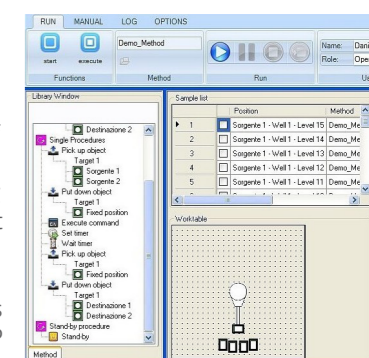 RUN MANUAL LOG OPTIONS
start execute
Functions
Demo_Method
Method
Run
Name: Dani
Role: Ope
Us
Library Window
Destinazione 2
Single Procedures
Pick up object
Target 1
Sorgente 1
Sorgente 2
Put down object
Target 1
Fixed position
Execute command
Set timer
Wait timer
Pick up object
Target 1
Fixed position
Put down object
Target 1
Destinazione 1
Destinazione 2
Stand-by procedure
Stand-by
Method
Sample list
Position Method
1 Sorgente 1 - Well 1 - Level 15 Demo_Me
2 Sorgente 1 - Well 1 - Level 14 Demo_Me
3 Sorgente 1 - Well 1 - Level 13 Demo_Me
4 Sorgente 1 - Well 1 - Level 12 Demo_Me
5 Sorgente 1 - Well 1 - Level 11 Demo_Me
Worktable